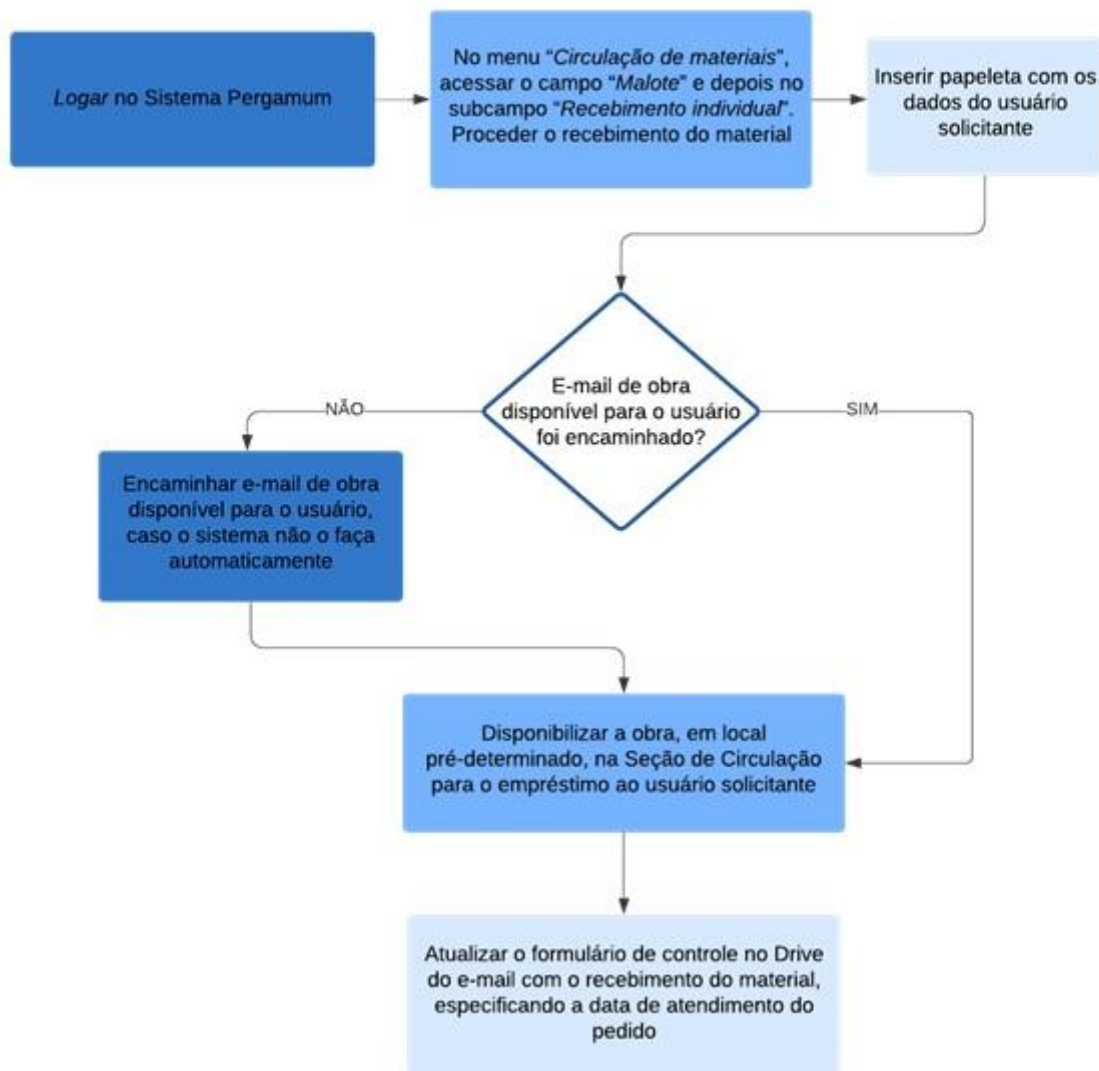 Logar no Sistema Pergamum
No menu “Circulação de materiais”,
acessar o campo “Malote” e depois no
subcampo “Recebimento individual”.
Proceder o recebimento do material
Inserir papeleta com os
dados do usuário
solicitante
E-mail de obra
disponível para o usuário
foi encaminhado?
NÃO
SIM
Encaminhar e-mail de obra
disponível para o usuário,
caso o sistema não o faça
automaticamente
Disponibilizar a obra, em local
pré-determinado, na Seção de Circulação
para o empréstimo ao usuário solicitante
Atualizar o formulário de controle no Drive
do e-mail com o recebimento do material,
especificando a data de atendimento do
pedido